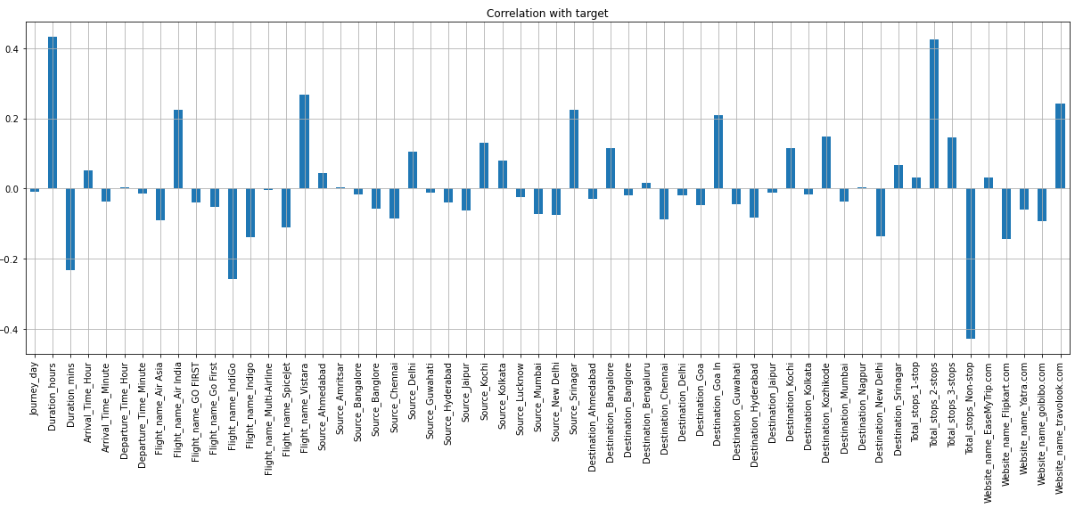 Correlation with target
0.4
0.2
0.0
−0.2
−0.4
Journey_day
Duration_hours
Duration_mins
Arrival_Time_Hour
Arrival_Time_Minute
Departure_Time_Hour
Departure_Time_Minute
Flight_name_Air Asia
Flight_name_Air India
Flight_name_GO FIRST
Flight_name_Go First
Flight_name_IndiGo
Flight_name_Indigo
Flight_name_Multi-Airline
Flight_name_Spicejet
Flight_name_Vistara
Source_Ahmedabad
Source_Amritsar
Source_Bangalore
Source_Banglore
Source_Chennai
Source_Delhi
Source_Guwahati
Source_Hyderabad
Source_Jaipur
Source_Kochi
Source_Kolkata
Source_Lucknow
Source_Mumbai
Source_New Delhi
Source_Srinagar
Destination_Ahmedabad
Destination_Bangalore
Destination_Banglore
Destination_Bengaluru
Destination_Chennai
Destination_Delhi
Destination_Goa
Destination_Goa In
Destination_Guwahati
Destination_Hyderabad
Destination_Jaipur
Destination_Kochi
Destination_Kolkata
Destination_Kozhikode
Destination_Mumbai
Destination_Nagpur
Destination_New Delhi
Destination_Srinagar
Total_stops_1-stop
Total_stops_2-stops
Total_stops_3-stops
Total_stops_Non-stop
Website_name_EaseMyTrip.com
Website_name_Flipkart.com
Website_name_Yatra.com
Website_name_goibibo.com
Website_name_travolook.com